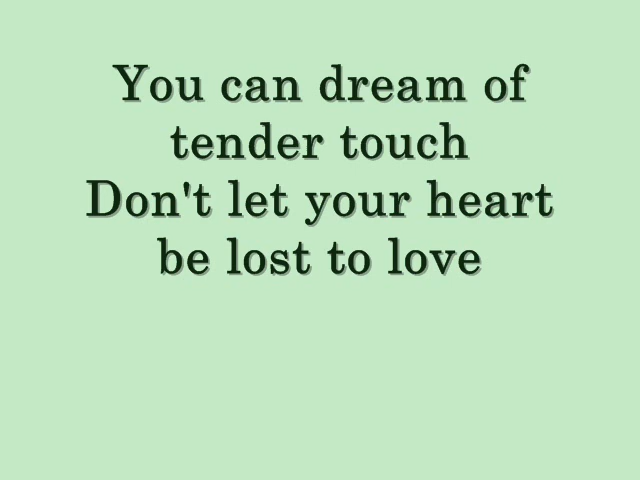 You can dream of
tender touch
Don't let your heart
be lost to love